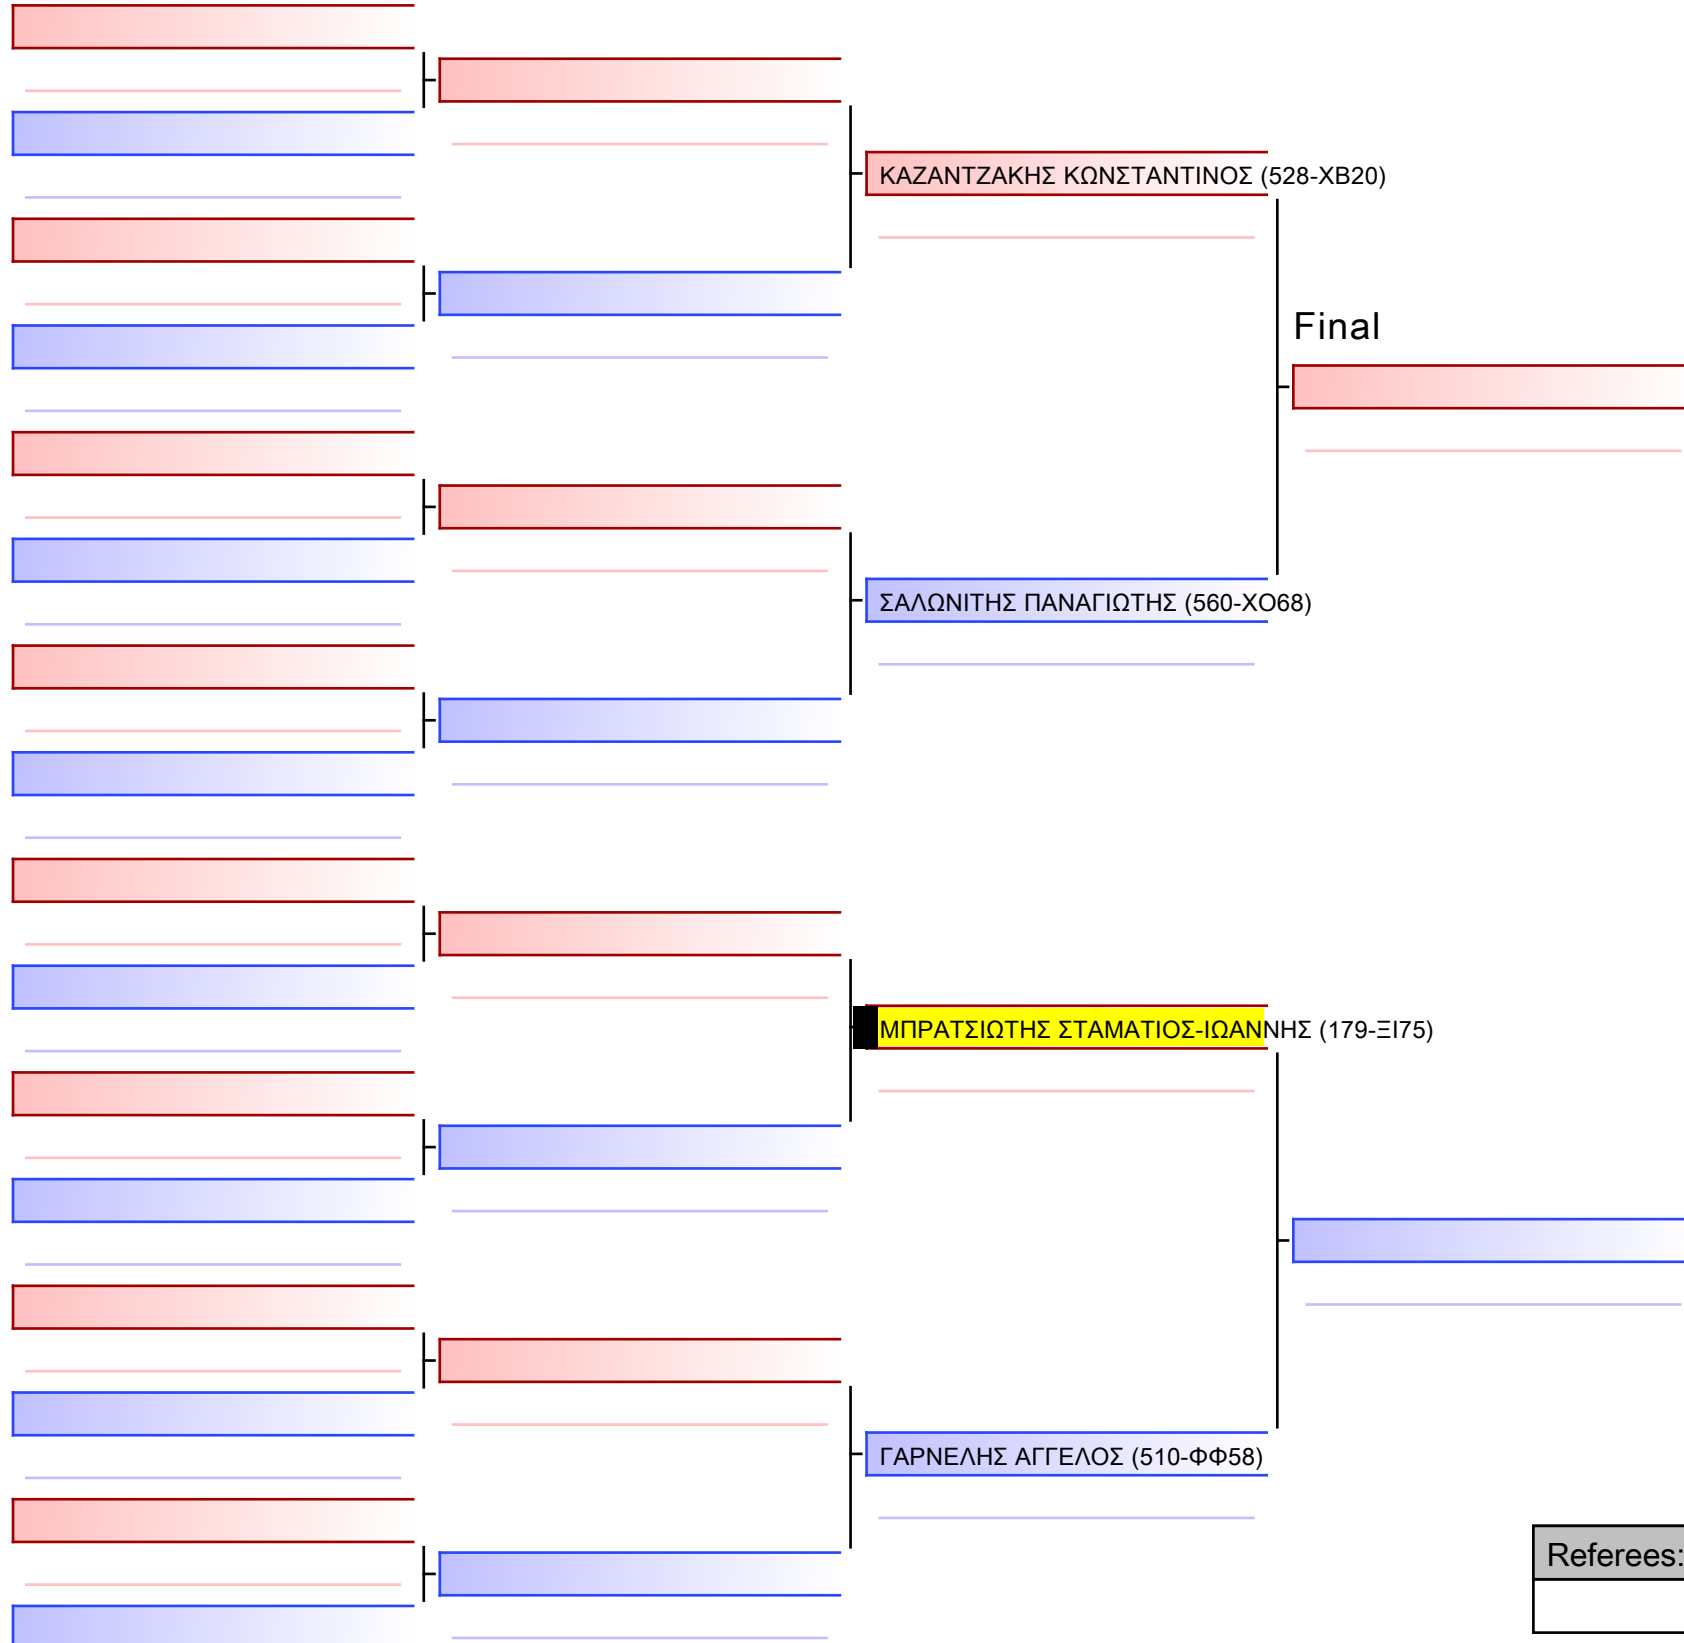 ΚΑΖΑΝΤΖΑΚΗΣ ΚΩΝΣΤΑΝΤΙΝΟΣ (528-ΧΒ20)
Final
ΣΑΛΩΝΙΤΗΣ ΠΑΝΑΓΙΩΤΗΣ (560-ΧΟ68)
ΜΠΡΑΤΣΙΩΤΗΣ ΣΤΑΜΑΤΙΟΣ-ΙΩΑΝΝΗΣ (179-ΞΙ75)
ΓΑΡΝΕΛΗΣ ΑΓΓΕΛΟΣ (510-ΦΦ58)
Referees: